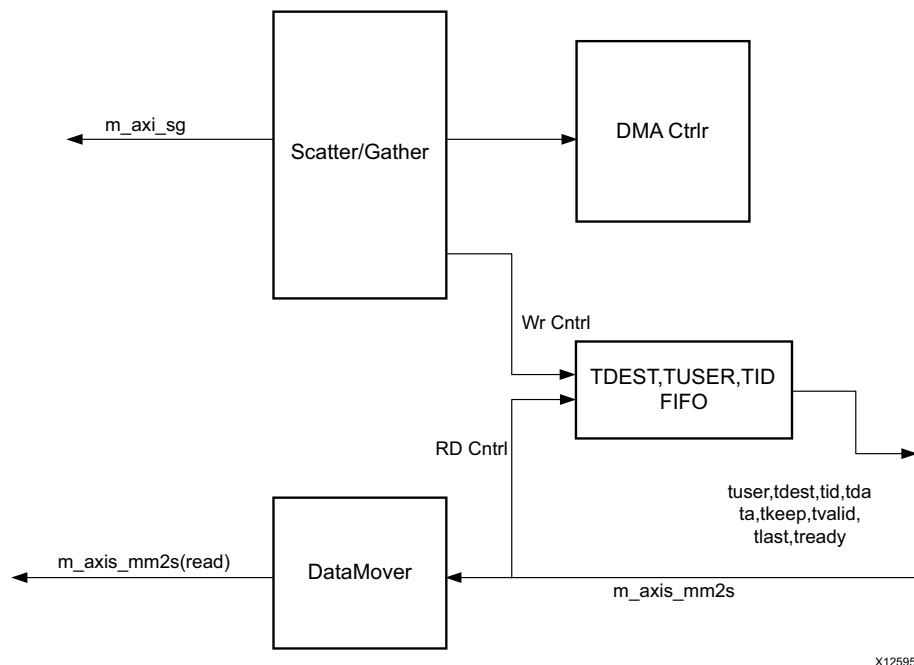 m_axi_sg
Scatter/Gather
DMA Ctrlr
Wr Cntrl
TDEST,TUSER,TID
FIFO
RD Cntrl
tuser,tdest,tid,tda
ta,tkeep,tvalid,
tlast,tready
m_axis_mm2s(read)
DataMover
m_axis_mm2s
X12595